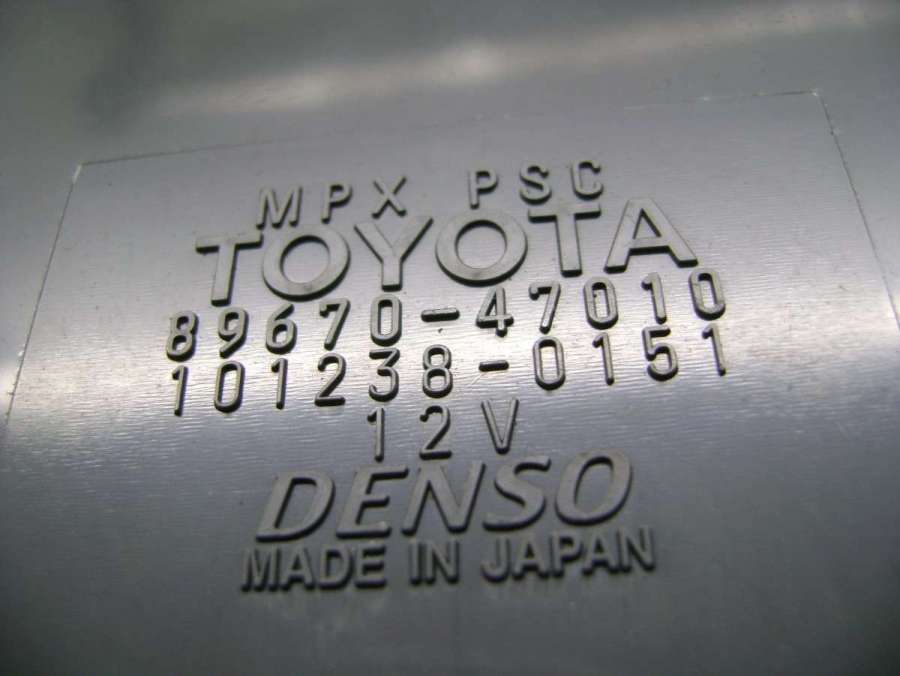 MPX PSC
TOYOTA
89670-47010
101238-0151
12V
DENSO
MADE IN JAPAN